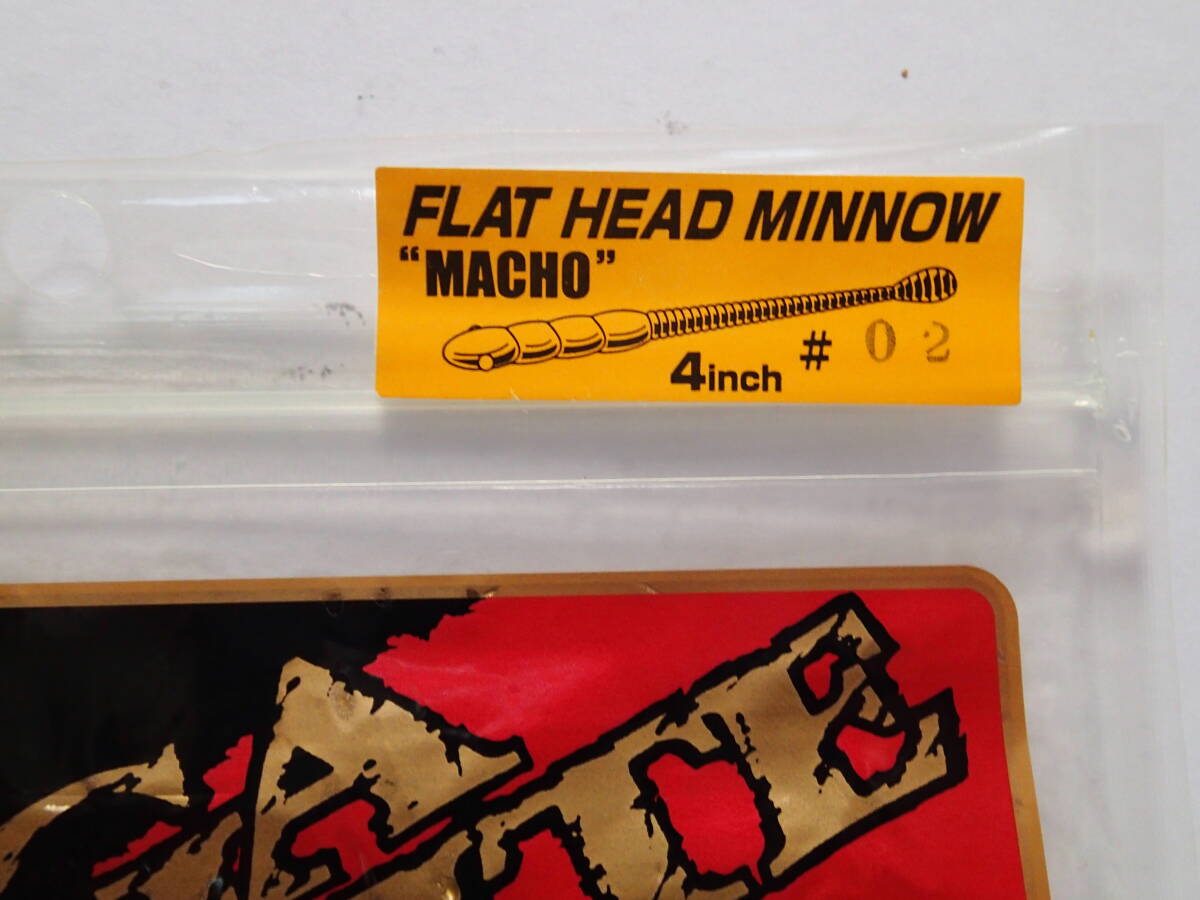 FLAT HEAD MINNOW
“MACHO”
4inch # 02